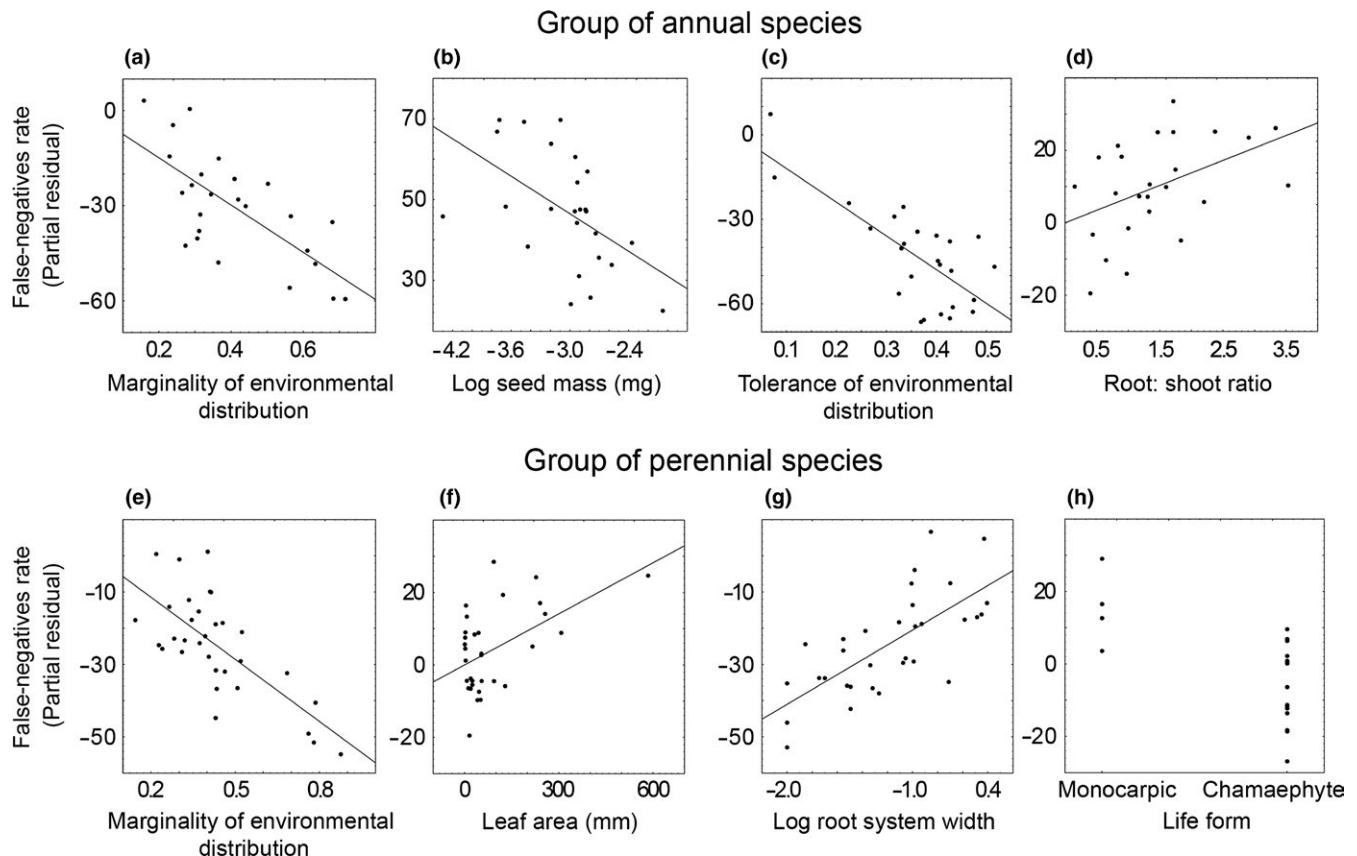 Group of annual species
(a)
(b)
(c)
(d)
False-negatives rate
(Partial residual)
0
−30
−60
0.2 0.4 0.6
Marginality of environmental
distribution
70
50
30
−4.2 −3.6 −3.0 −2.4
Log seed mass (mg)
0
−30
−60
0.1 0.2 0.3 0.4 0.5
Tolerance of environmental
distribution
20
0
−20
0.5 1.5 2.5 3.5
Root: shoot ratio
Group of perennial species
(e)
(f)
(g)
(h)
False-negatives rate
(Partial residual)
−10
−30
−50
0.2 0.5 0.8
Marginality of environmental
distribution
20
0
−20
0 300 600
Leaf area (mm)
−10
−30
−50
−2.0 −1.0 0.4
Log root system width
20
0
−20
Monocarpic Chamaephyte
Life form